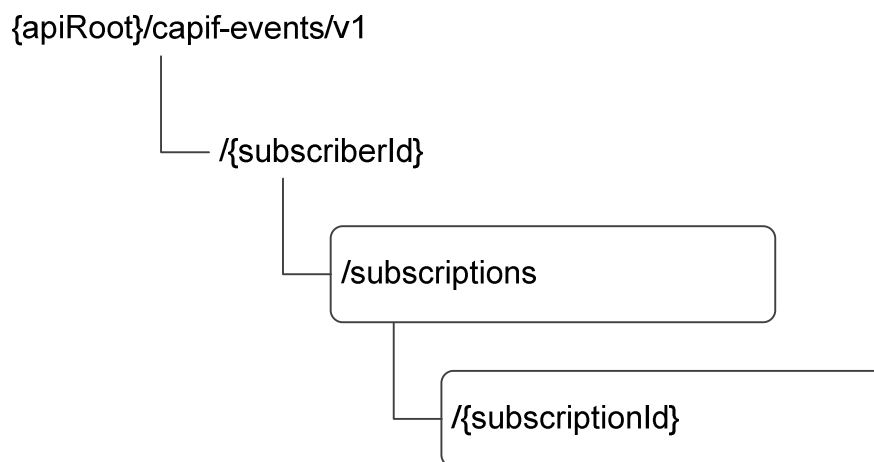 {apiRoot}/capif-events/v1
/{subscriberId}
/subscriptions
/{subscriptionId}